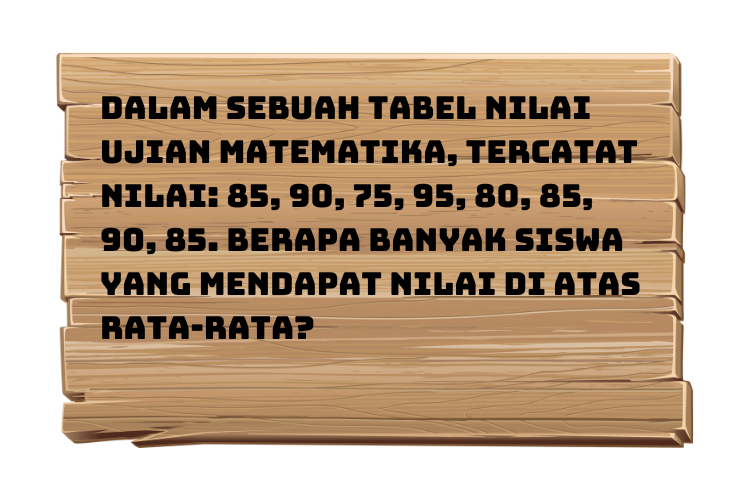 DALAM SEBUAH TABEL NILAI
UJIAN MATEMATIKA, TERCATAT
NILAI: 85, 90, 75, 95, 80, 85,
90, 85. BERAPA BANYAK SISWA
YANG MENDAPAT NILAI DI ATAS
RATA-RATA?